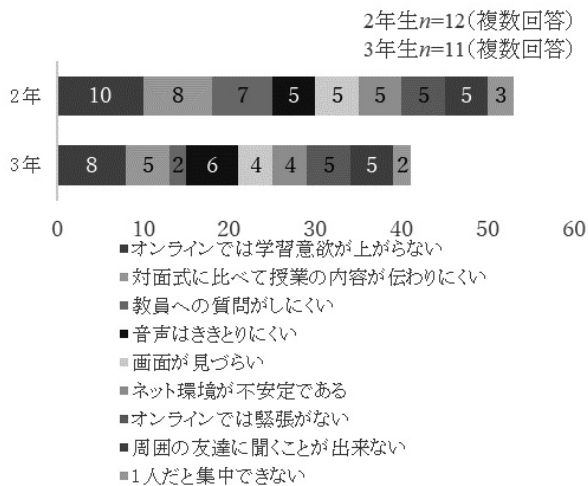 2年生n=12(複数回答)
3年生n=11(複数回答)
2年 10 8 7 5 5 5 5 5 3
3年 8 5 2 6 4 4 5 5 2
0 10 20 30 40 50 60
■オンラインでは学習意欲が上がらない
■対面式に比べて授業の内容が伝わりにくい
■教員への質問がしにくい
■音声はききとりにくい
■画面が見づらい
■ネット環境が不安定である
■オンラインでは緊張がない
■周囲の友達に聞くことが出来ない
■1人だと集中できない